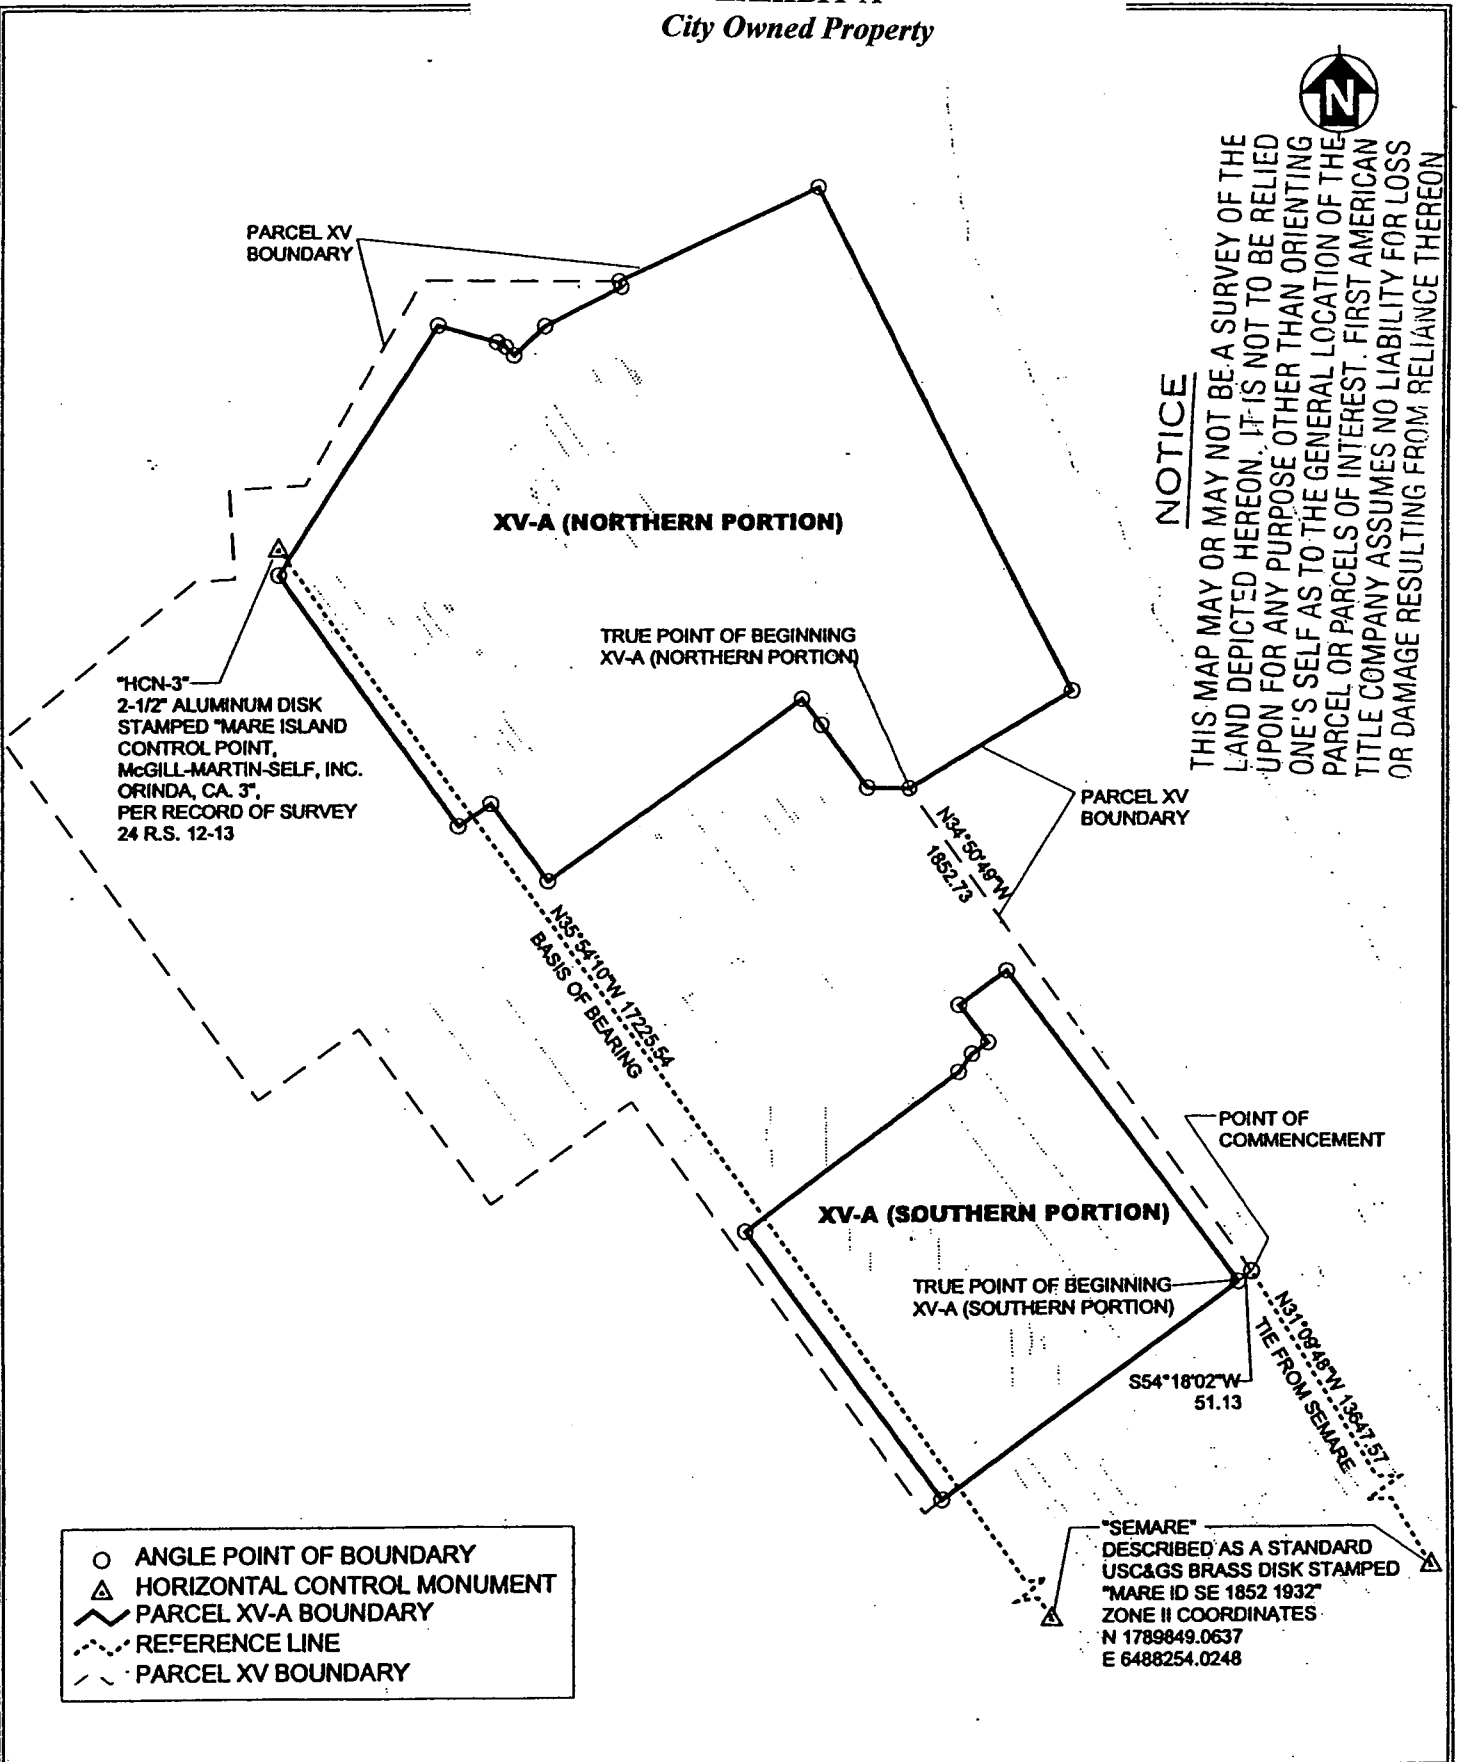 City Owned Property
N
NOTICE
THIS MAP MAY OR MAY NOT BE A SURVEY OF THE
LAND DEPICTED HEREON. IT IS NOT TO BE RELIED
UPON FOR ANY PURPOSE OTHER THAN ORIENTING
ONE'S SELF AS TO THE GENERAL LOCATION OF THE
PARCEL OR PARCELS OF INTEREST. FIRST AMERICAN
TITLE COMPANY ASSUMES NO LIABILITY FOR LOSS
OR DAMAGE RESULTING FROM RELIANCE THEREON
PARCEL XV
BOUNDARY
XV-A (NORTHERN PORTION)
TRUE POINT OF BEGINNING
XV-A (NORTHERN PORTION)
"HCN-3"
2-1/2" ALUMINUM DISK
STAMPED "MARE ISLAND
CONTROL POINT,
McGILL-MARTIN-SELF, INC.
ORINDA, CA. 3",
PER RECORD OF SURVEY
24 R.S. 12-13
PARCEL XV
BOUNDARY
N34°50'49"W
1852.73
N35°54'10"W 17225.54
BASIS OF BEARING
POINT OF
COMMENCEMENT
XV-A (SOUTHERN PORTION)
TRUE POINT OF BEGINNING
XV-A (SOUTHERN PORTION)
S54°18'02"W
51.13
N31°09'48"W 13647.57
TIE FROM SEMARE
"SEMARE"
DESCRIBED AS A STANDARD
USC&GS BRASS DISK STAMPED
"MARE ID SE 1852 1932"
ZONE II COORDINATES
N 1789849.0637
E 6488254.0248
ANGLE POINT OF BOUNDARY
HORIZONTAL CONTROL MONUMENT
PARCEL XV-A BOUNDARY
REFERENCE LINE
PARCEL XV BOUNDARY